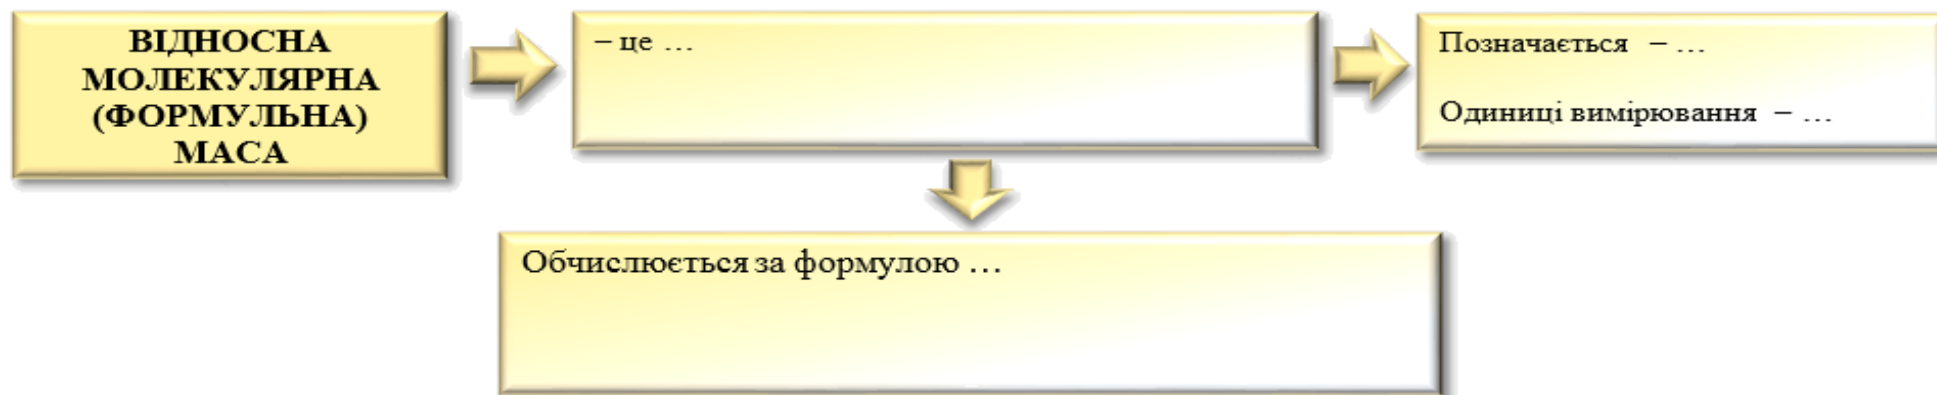 ВІДНОСНА
МОЛЕКУЛЯРНА
(ФОРМУЛЬНА)
МАСА
– це …
Позначається – …
Одиниці вимірювання – …
Обчислюється за формулою …